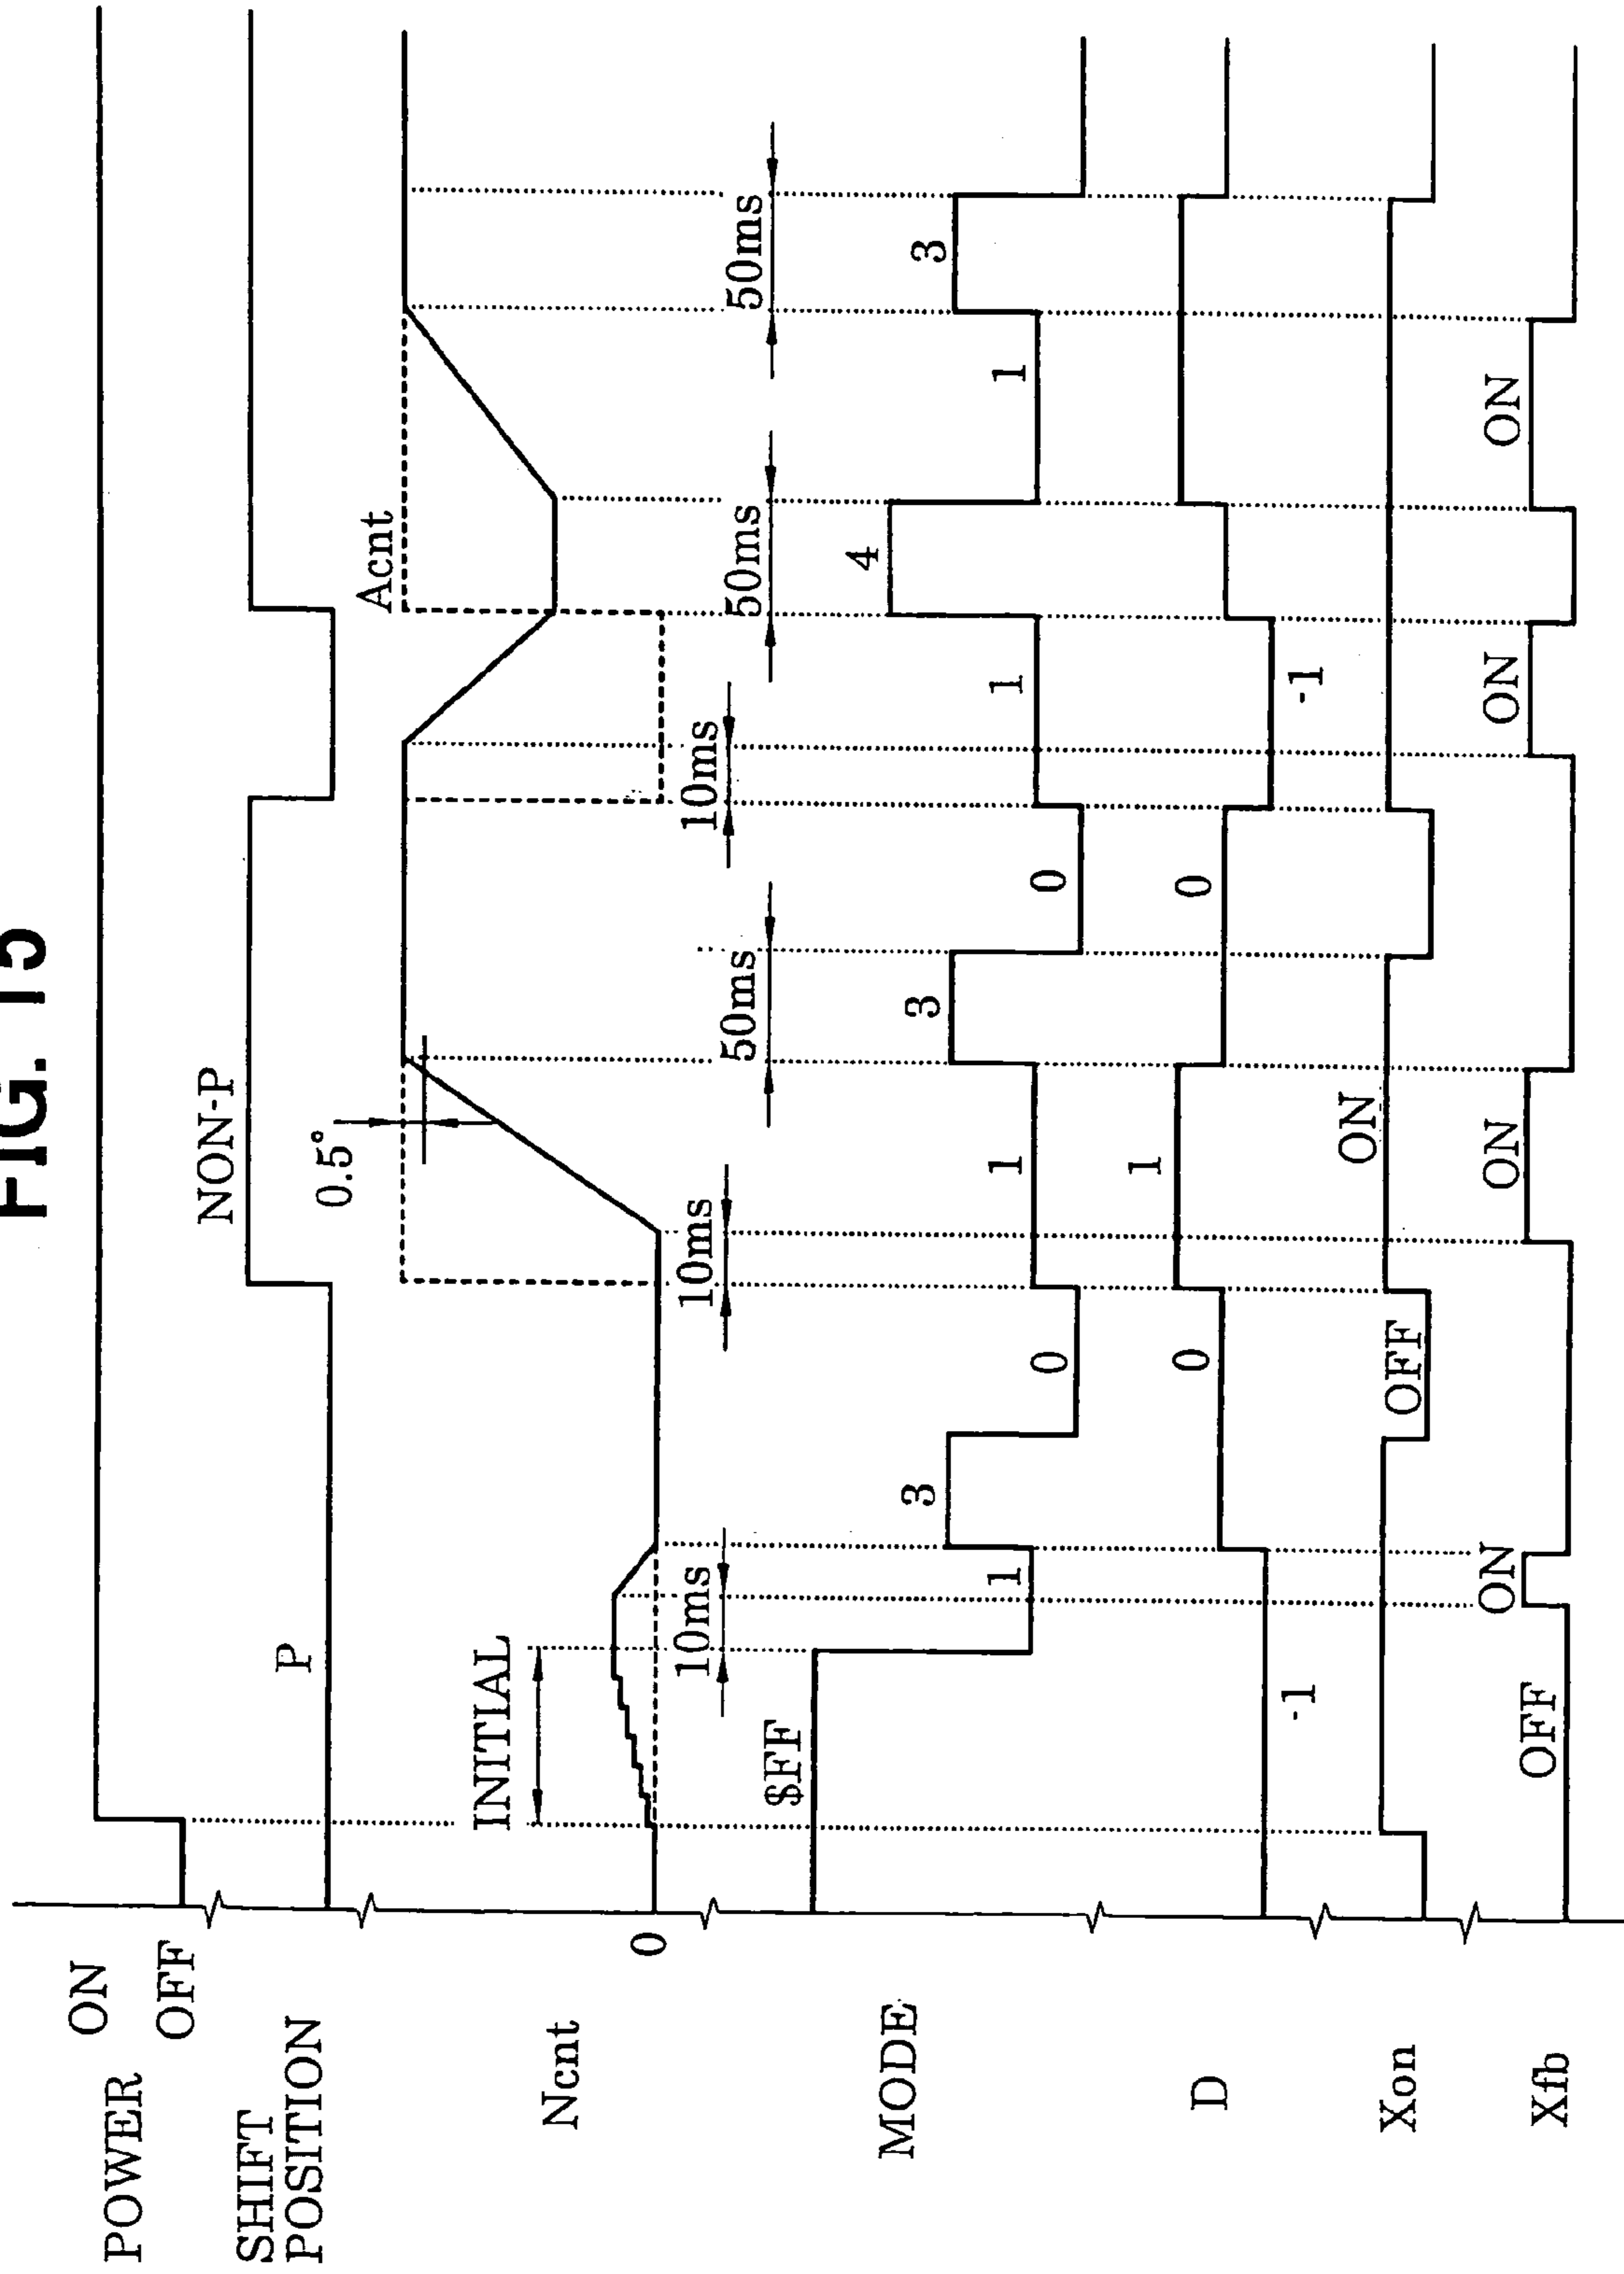 FIG. 15
POWER
ON
OFF
SHIFT
POSITION
P
NON-P
Ncnt
0
INITIAL
10ms
10ms
0.5°
50ms
10ms
Acnt
50ms
50ms
MODE
$FF
1
3
0
1
3
0
1
4
1
3
D
-1
0
1
0
-1
Xon
OFF
ON
Xfb
OFF
ON
ON
ON
ON